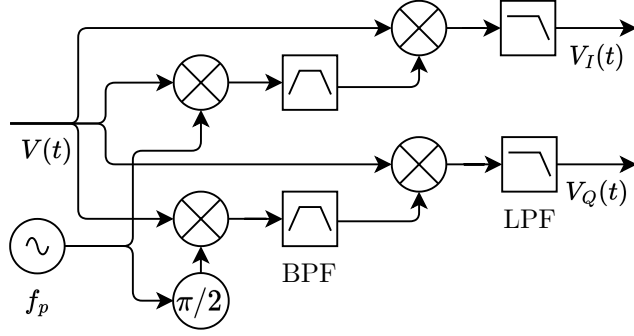 V_I(t)
V(t)
V_Q(t)
LPF
BPF
f_p
π/2